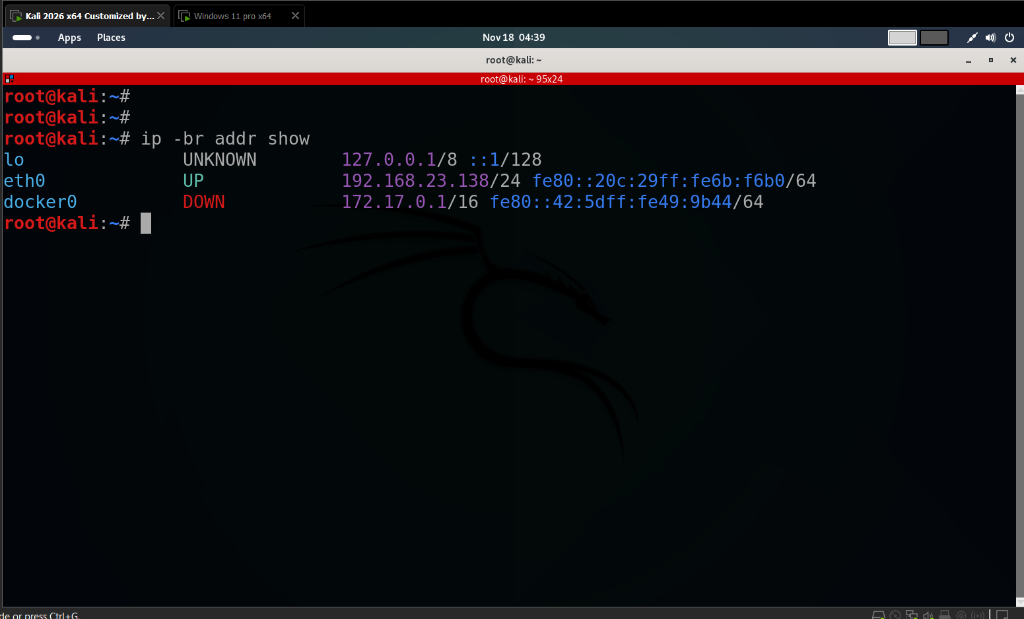 Kali 2026 x64 Customized by... Windows 11 pro x64
Apps Places Nov 18 04:39
root@kali: ~
root@kali: ~ 95x24
root@kali:~#
root@kali:~#
root@kali:~# ip -br addr show
lo UNKNOWN 127.0.0.1/8 ::1/128
eth0 UP 192.168.23.138/24 fe80::20c:29ff:fe6b:f6b0/64
docker0 DOWN 172.17.0.1/16 fe80::42:5dff:fe49:9b44/64
root@kali:~#
de or press Ctrl+G.